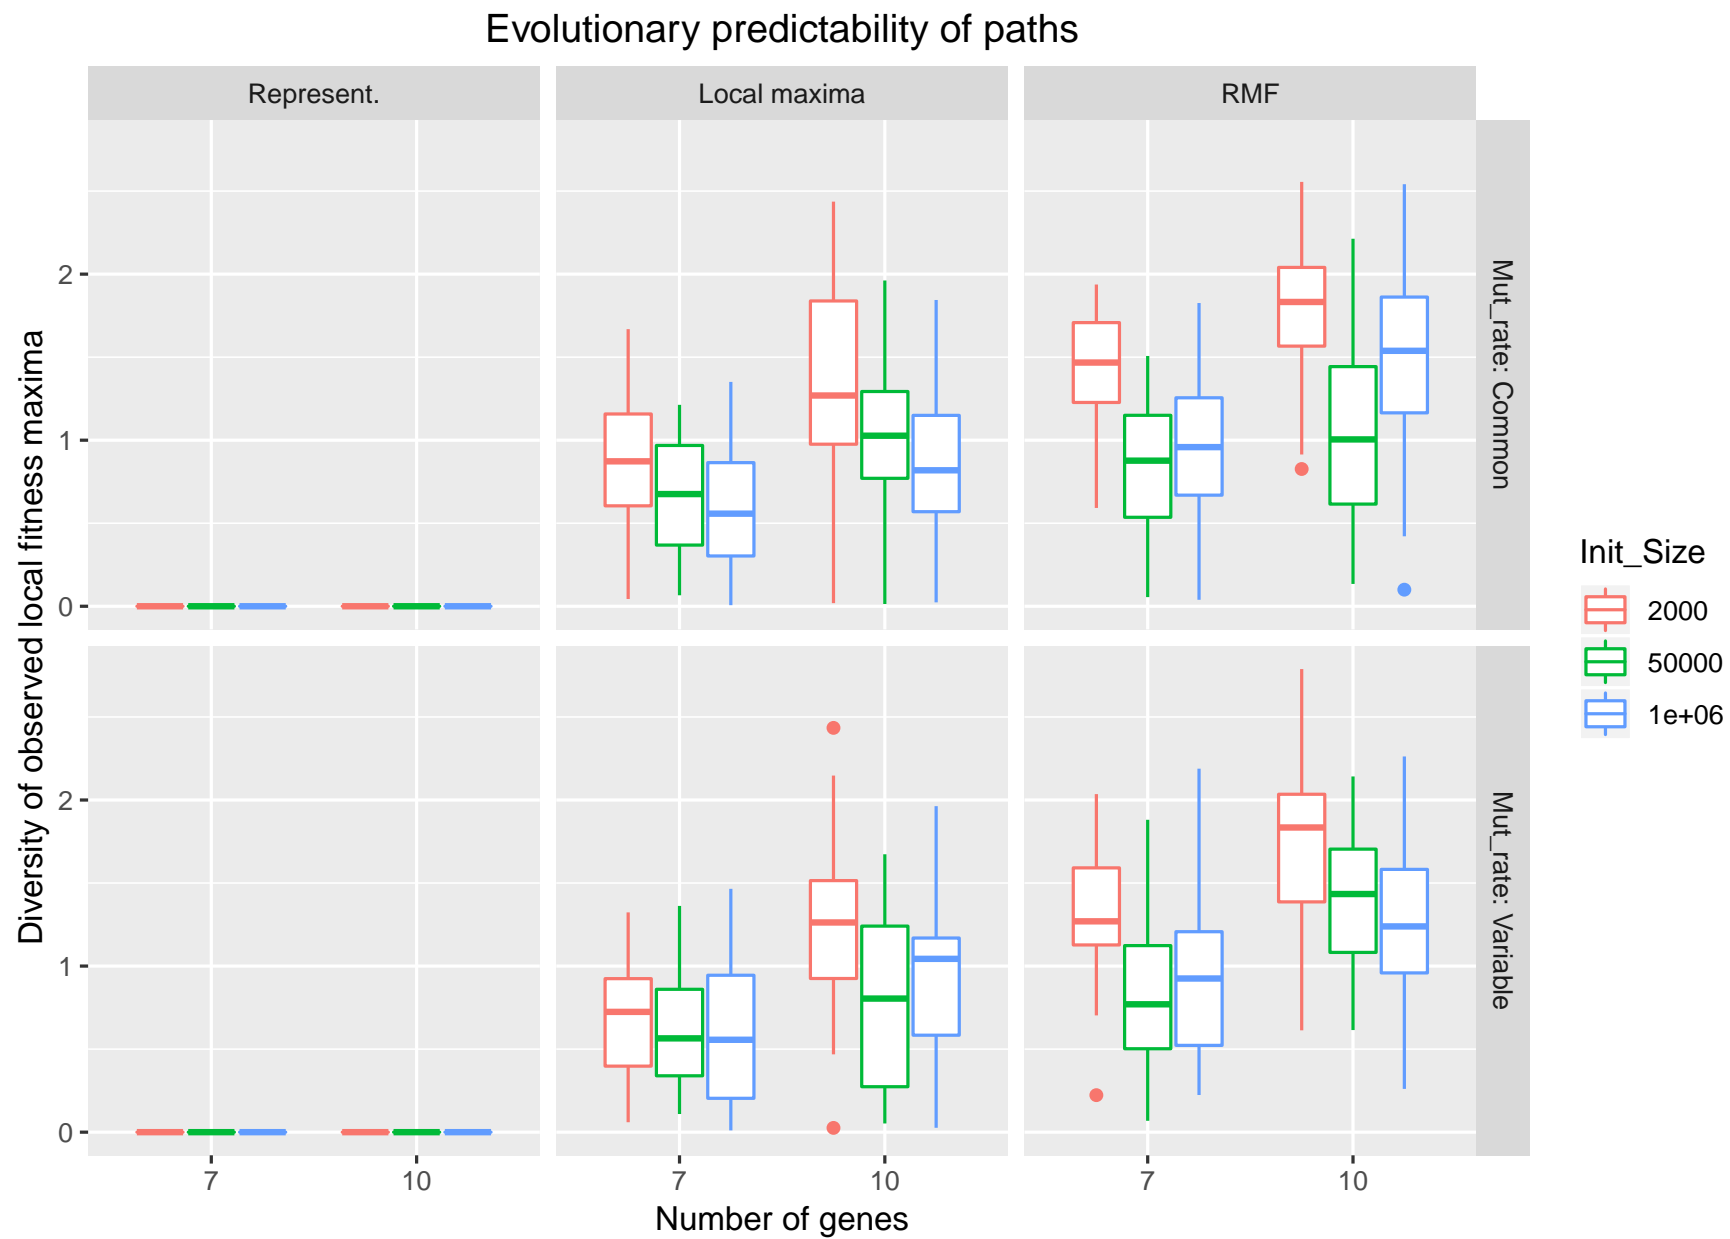 Evolutionary predictability of paths
Represent.
Local maxima
RMF
Diversity of observed local fitness maxima
2
1
0
Mut_rate: Common
2
1
0
Mut_rate: Variable
7
10
7
10
7
10
Number of genes
Init_Size
2000
50000
1e+06